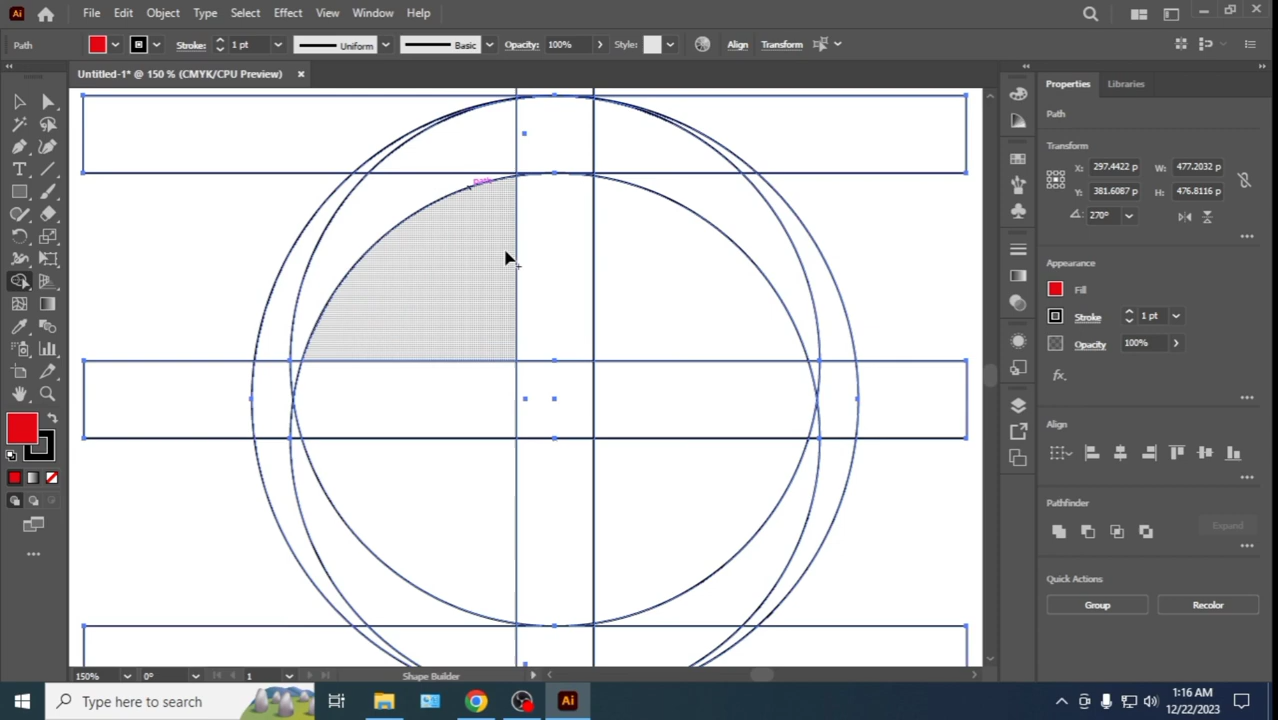 Ai
File Edit Object Type Select Effect View Window Help
Path
Stroke: 1 pt Uniform Basic Opacity: 100% Style: Align Transform
Untitled-1* @ 150 % (CMYK/CPU Preview)
Properties Libraries
Path
Transform
X: 297.4422 p W: 477.2032 p
Y: 381.6087 p H: 476.8116 p
270°
Appearance
Fill
Stroke 1 pt
Opacity 100%
fx
Align
Pathfinder
Expand
Quick Actions
Group Recolor
path
150% 0° 1 Shape Builder
Type here to search
Ai
1:16 AM
12/22/2023